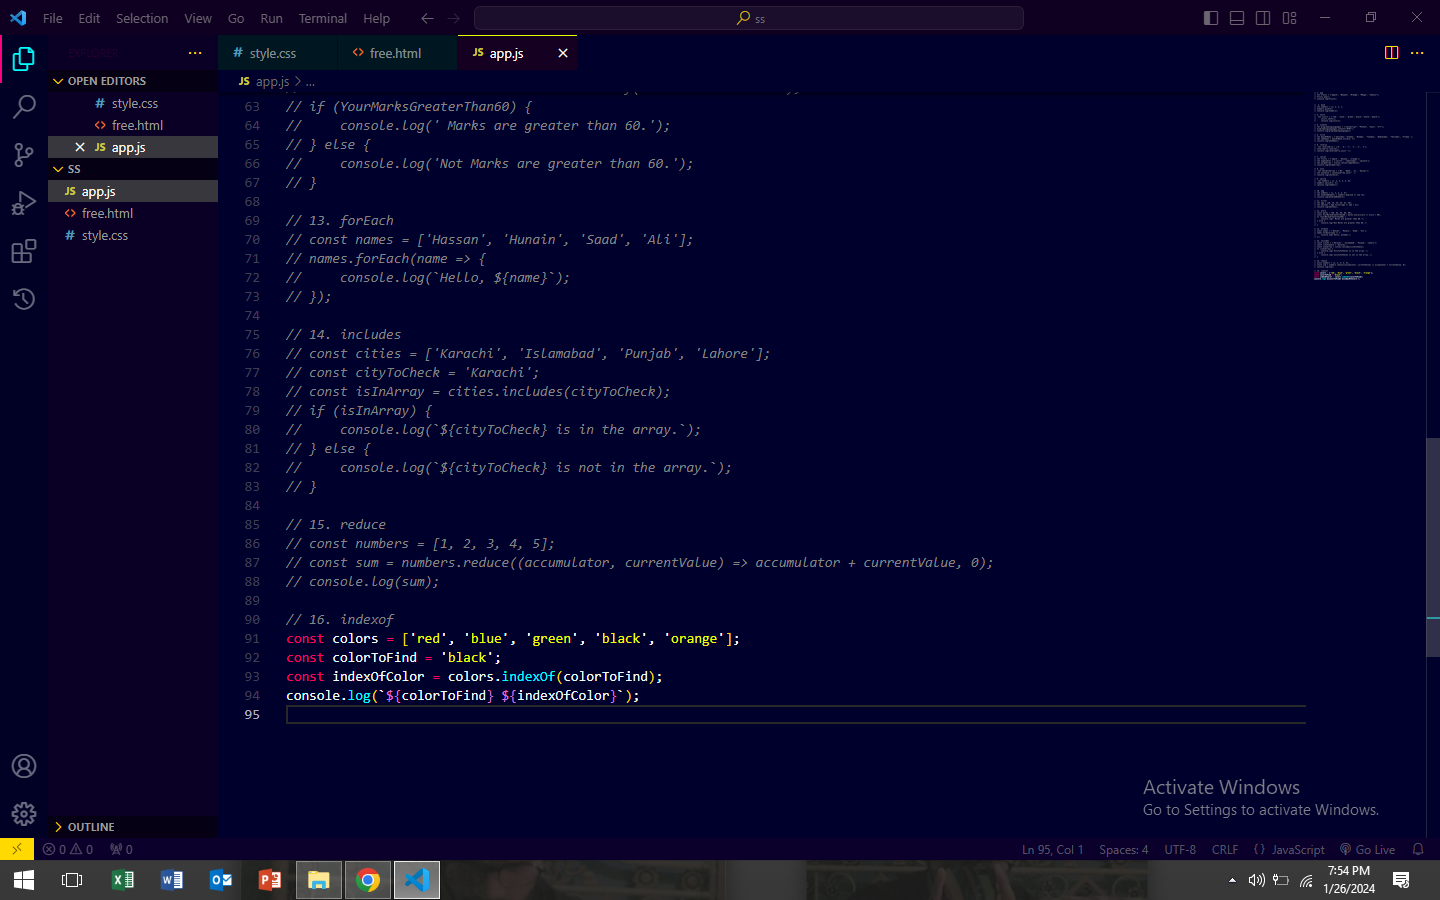 File Edit Selection View Go Run Terminal Help
ss
EXPLORER
# style.css
<> free.html
JS app.js
JS app.js > ...
OPEN EDITORS
# style.css
<> free.html
JS app.js
SS
JS app.js
<> free.html
# style.css
63 // if (YourMarksGreaterThan60) {
64 //     console.log(' Marks are greater than 60.');
65 // } else {
66 //     console.log('Not Marks are greater than 60.');
67 // }
68
69 // 13. forEach
70 // const names = ['Hassan', 'Hunain', 'Saad', 'Ali'];
71 // names.forEach(name => {
72 //     console.log(`Hello, ${name}`);
73 // });
74
75 // 14. includes
76 // const cities = ['Karachi', 'Islamabad', 'Punjab', 'Lahore'];
77 // const cityToCheck = 'Karachi';
78 // const isInArray = cities.includes(cityToCheck);
79 // if (isInArray) {
80 //     console.log(`${cityToCheck} is in the array.`);
81 // } else {
82 //     console.log(`${cityToCheck} is not in the array.`);
83 // }
84
85 // 15. reduce
86 // const numbers = [1, 2, 3, 4, 5];
87 // const sum = numbers.reduce((accumulator, currentValue) => accumulator + currentValue, 0);
88 // console.log(sum);
89
90 // 16. indexof
91 const colors = ['red', 'blue', 'green', 'black', 'orange'];
92 const colorToFind = 'black';
93 const indexOfColor = colors.indexOf(colorToFind);
94 console.log(`${colorToFind} ${indexOfColor}`);
95
Activate Windows
Go to Settings to activate Windows.
OUTLINE
0 0 0
Ln 95, Col 1 Spaces: 4 UTF-8 CRLF {} JavaScript Go Live
7:54 PM
1/26/2024